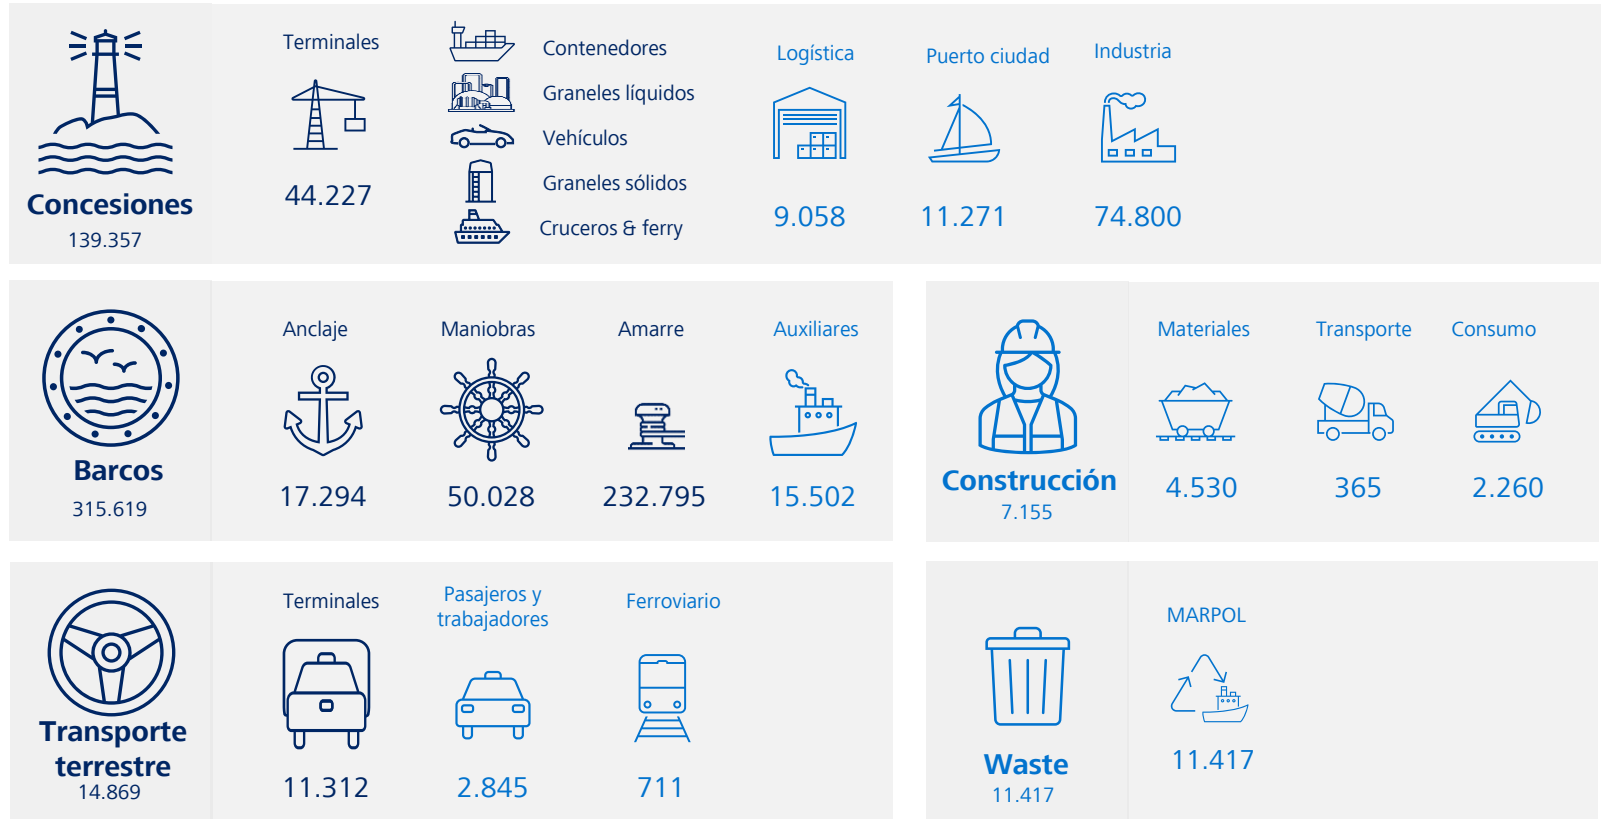 Concesiones
139.357
Terminales
44.227
Contenedores
Graneles líquidos
Vehículos
Graneles sólidos
Cruceros & ferry
Logística
9.058
Puerto ciudad
11.271
Industria
74.800
Barcos
315.619
Anclaje
17.294
Maniobras
50.028
Amarre
232.795
Auxiliares
15.502
Construcción
7.155
Materiales
4.530
Transporte
365
Consumo
2.260
Transporte
terrestre
14.869
Terminales
11.312
Pasajeros y
trabajadores
2.845
Ferroviario
711
Waste
11.417
MARPOL
11.417